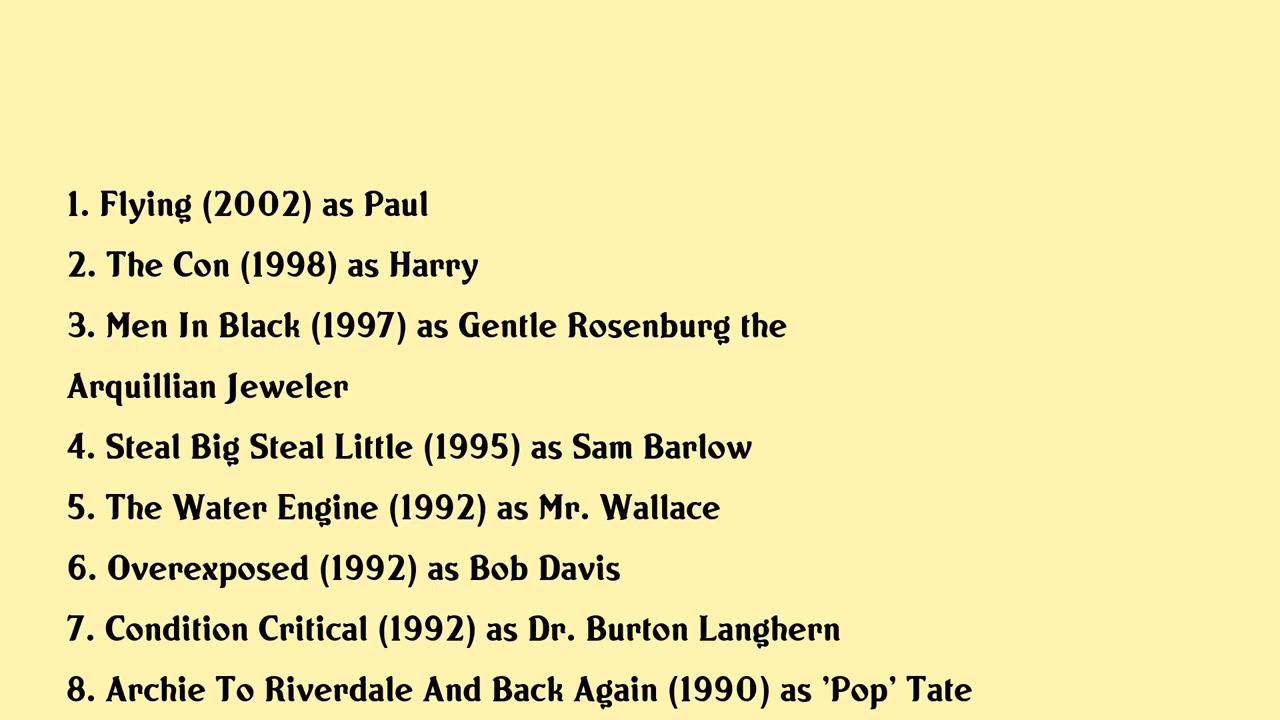 1. Flying (2002) as Paul
2. The Con (1998) as Harry
3. Men In Black (1997) as Gentle Rosenburg the
Arquillian Jeweler
4. Steal Big Steal Little (1995) as Sam Barlow
5. The Water Engine (1992) as Mr. Wallace
6. Overexposed (1992) as Bob Davis
7. Condition Critical (1992) as Dr. Burton Langhern
8. Archie To Riverdale And Back Again (1990) as 'Pop' Tate